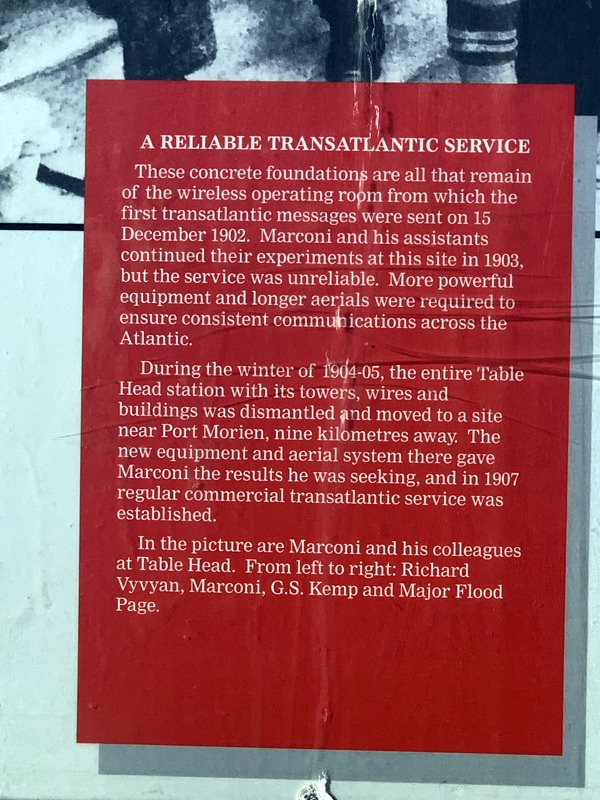 A RELIABLE TRANSATLANTIC SERVICE
These concrete foundations are all that remain
of the wireless operating room from which the
first transatlantic messages were sent on 15
December 1902. Marconi and his assistants
continued their experiments at this site in 1903,
but the service was unreliable. More powerful
equipment and longer aerials were required to
ensure consistent communications across the
Atlantic.
During the winter of 1904-05, the entire Table
Head station with its towers, wires and
buildings was dismantled and moved to a site
near Port Morien, nine kilometres away. The
new equipment and aerial system there gave
Marconi the results he was seeking, and in 1907
regular commercial transatlantic service was
established.
In the picture are Marconi and his colleagues
at Table Head. From left to right: Richard
Vyvyan, Marconi, G.S. Kemp and Major Flood
Page.